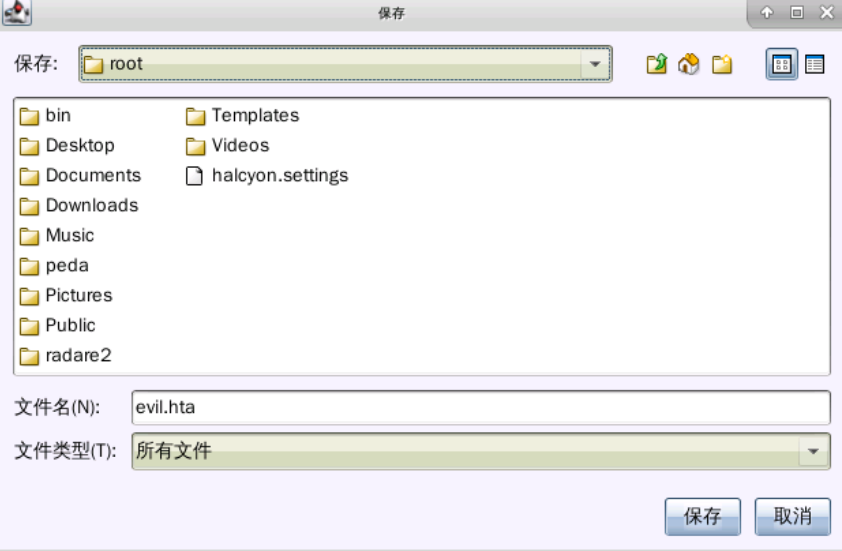 保存
保存: root
bin Templates
Desktop Videos
Documents halcyon.settings
Downloads
Music
peda
Pictures
Public
radare2
文件名(N): evil.hta
文件类型(T): 所有文件
保存 取消